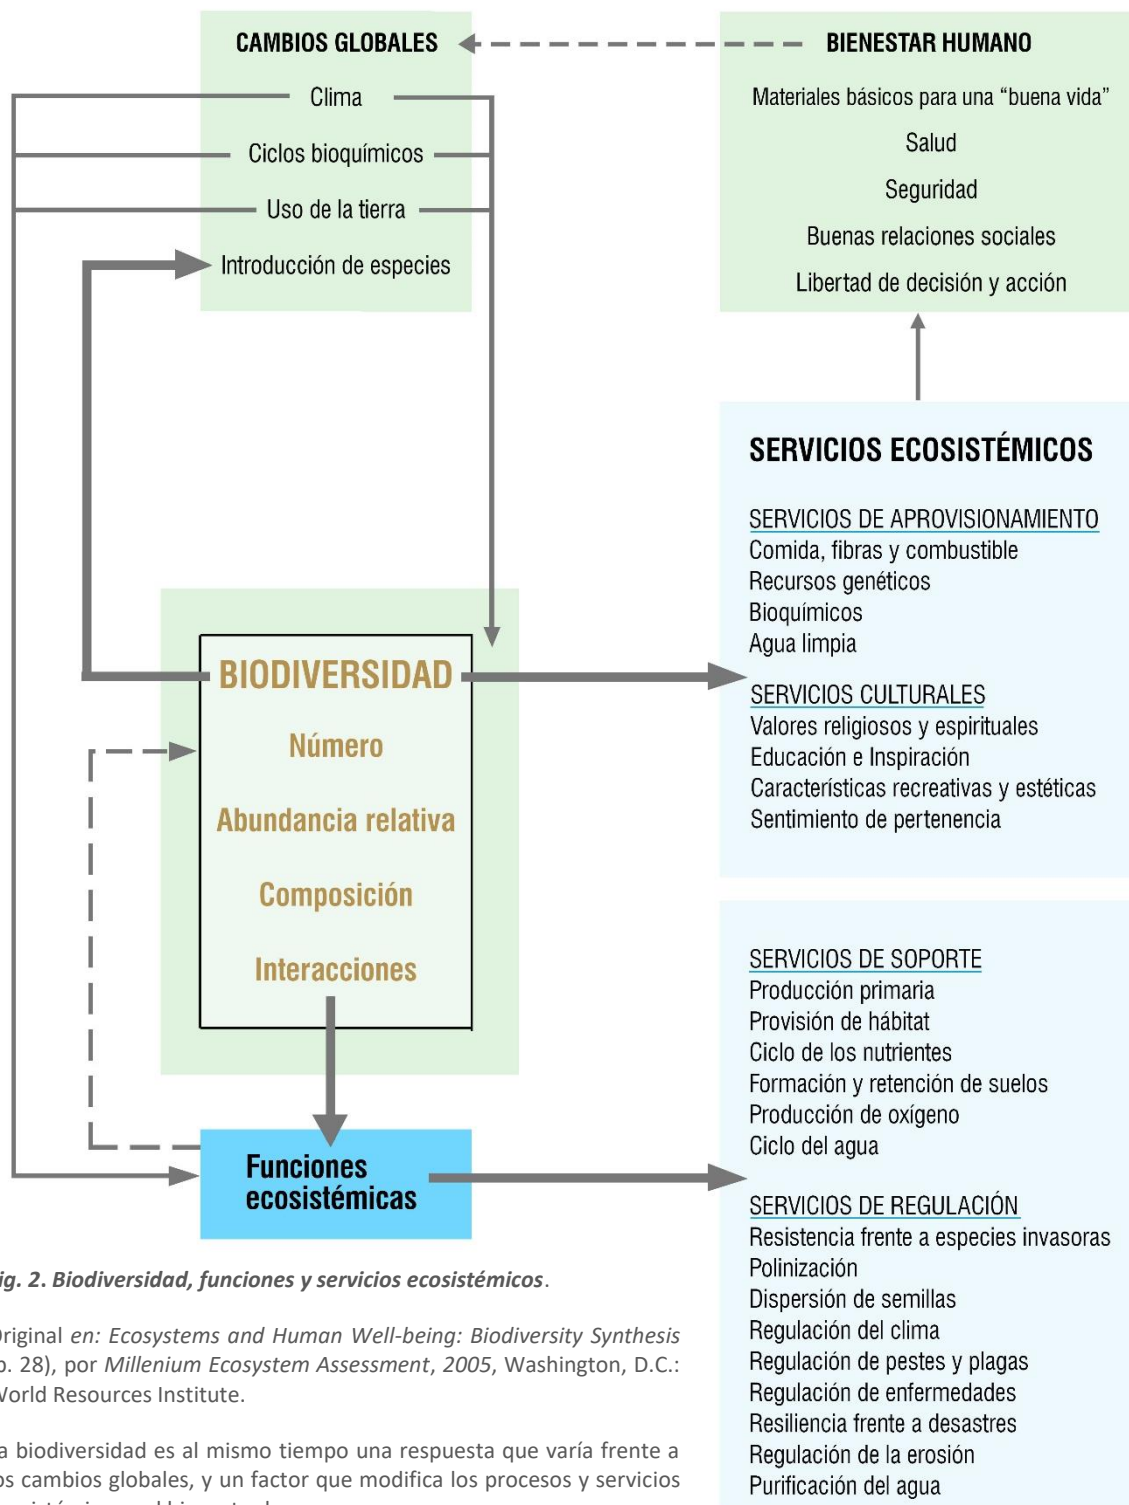 CAMBIOS GLOBALES
Clima
Ciclos bioquímicos
Uso de la tierra
Introducción de especies
BIENESTAR HUMANO
Materiales básicos para una “buena vida”
Salud
Seguridad
Buenas relaciones sociales
Libertad de decisión y acción
SERVICIOS ECOSISTÉMICOS
SERVICIOS DE APROVISIONAMIENTO
Comida, fibras y combustible
Recursos genéticos
Bioquímicos
Agua limpia
SERVICIOS CULTURALES
Valores religiosos y espirituales
Educación e Inspiración
Características recreativas y estéticas
Sentimiento de pertenencia
BIODIVERSIDAD
Número
Abundancia relativa
Composición
Interacciones
Funciones
ecosistémicas
SERVICIOS DE SOPORTE
Producción primaria
Provisión de hábitat
Ciclo de los nutrientes
Formación y retención de suelos
Producción de oxígeno
Ciclo del agua
SERVICIOS DE REGULACIÓN
Resistencia frente a especies invasoras
Polinización
Dispersión de semillas
Regulación del clima
Regulación de pestes y plagas
Regulación de enfermedades
Resiliencia frente a desastres
Regulación de la erosión
Purificación del agua
ig. 2. Biodiversidad, funciones y servicios ecosistémicos.
Original en: Ecosystems and Human Well-being: Biodiversity Synthesis
p. 28), por Millenium Ecosystem Assessment, 2005, Washington, D.C.:
World Resources Institute.
a biodiversidad es al mismo tiempo una respuesta que varía frente a
os cambios globales, y un factor que modifica los procesos y servicios